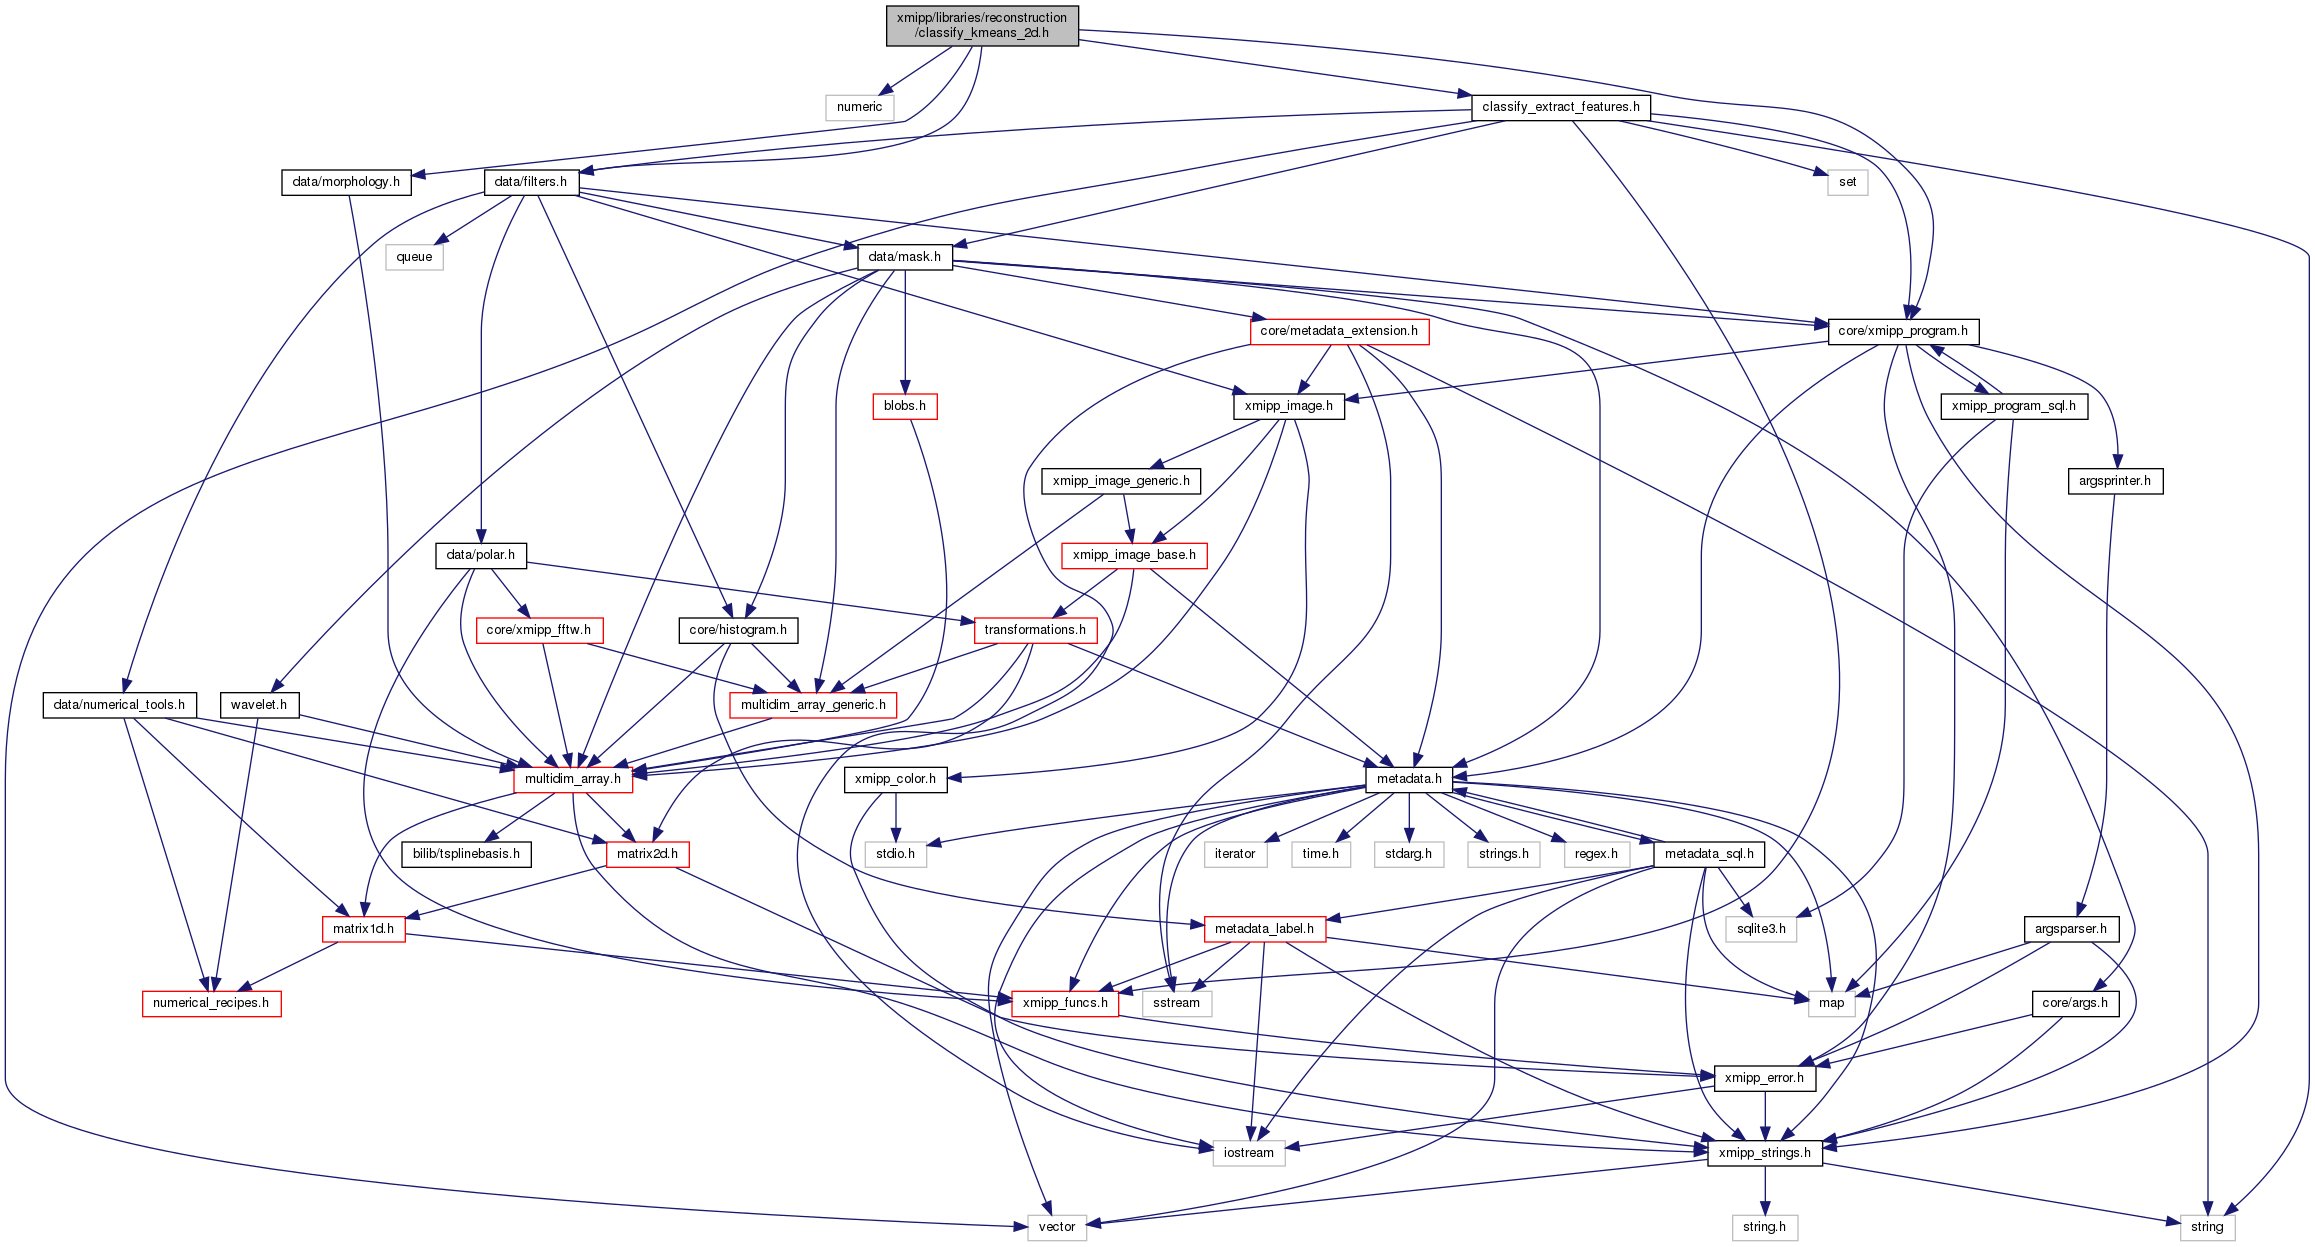 xmipp/libraries/reconstruction
/classify_kmeans_2d.h
numeric
classify_extract_features.h
data/morphology.h
data/filters.h
set
queue
data/mask.h
core/metadata_extension.h
core/xmipp_program.h
blobs.h
xmipp_image.h
xmipp_program_sql.h
xmipp_image_generic.h
argsprinter.h
data/polar.h
xmipp_image_base.h
core/xmipp_fftw.h
core/histogram.h
transformations.h
data/numerical_tools.h
wavelet.h
multidim_array_generic.h
multidim_array.h
xmipp_color.h
metadata.h
bilib/tsplinebasis.h
matrix2d.h
stdio.h
iterator
time.h
stdarg.h
strings.h
regex.h
metadata_sql.h
matrix1d.h
metadata_label.h
sqlite3.h
argsparser.h
numerical_recipes.h
xmipp_funcs.h
sstream
map
core/args.h
xmipp_error.h
iostream
xmipp_strings.h
vector
string.h
string